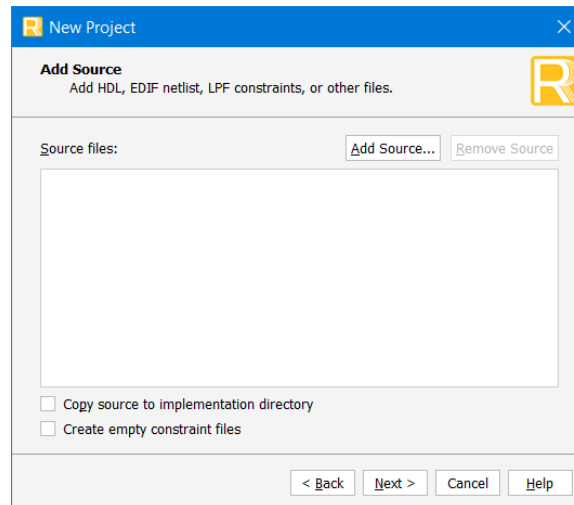 New Project
Add Source
Add HDL, EDIF netlist, LPF constraints, or other files.
Source files: Add Source... Remove Source
Copy source to implementation directory
Create empty constraint files
< Back Next > Cancel Help